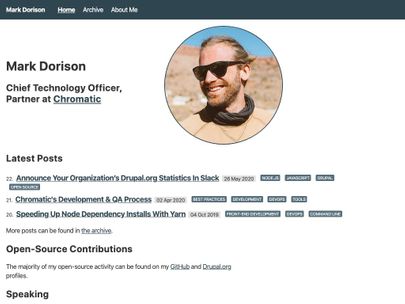 Mark Dorison Home Archive About Me
Mark Dorison
Chief Technology Officer,
Partner at Chromatic
Latest Posts
22. Announce Your Organization's Drupal.org Statistics In Slack 26 May 2020 NODE.JS JAVASCRIPT DRUPAL
OPEN SOURCE
21. Chromatic's Development & QA Process 02 Apr 2020 BEST PRACTICES DEVELOPMENT DEVOPS TOOLS
20. Speeding Up Node Dependency Installs With Yarn 04 Oct 2019 FRONT-END DEVELOPMENT DEVOPS COMMAND LINE
More posts can be found in the archive.
Open-Source Contributions
The majority of my open-source activity can be found on my GitHub and Drupal.org
profiles.
Speaking